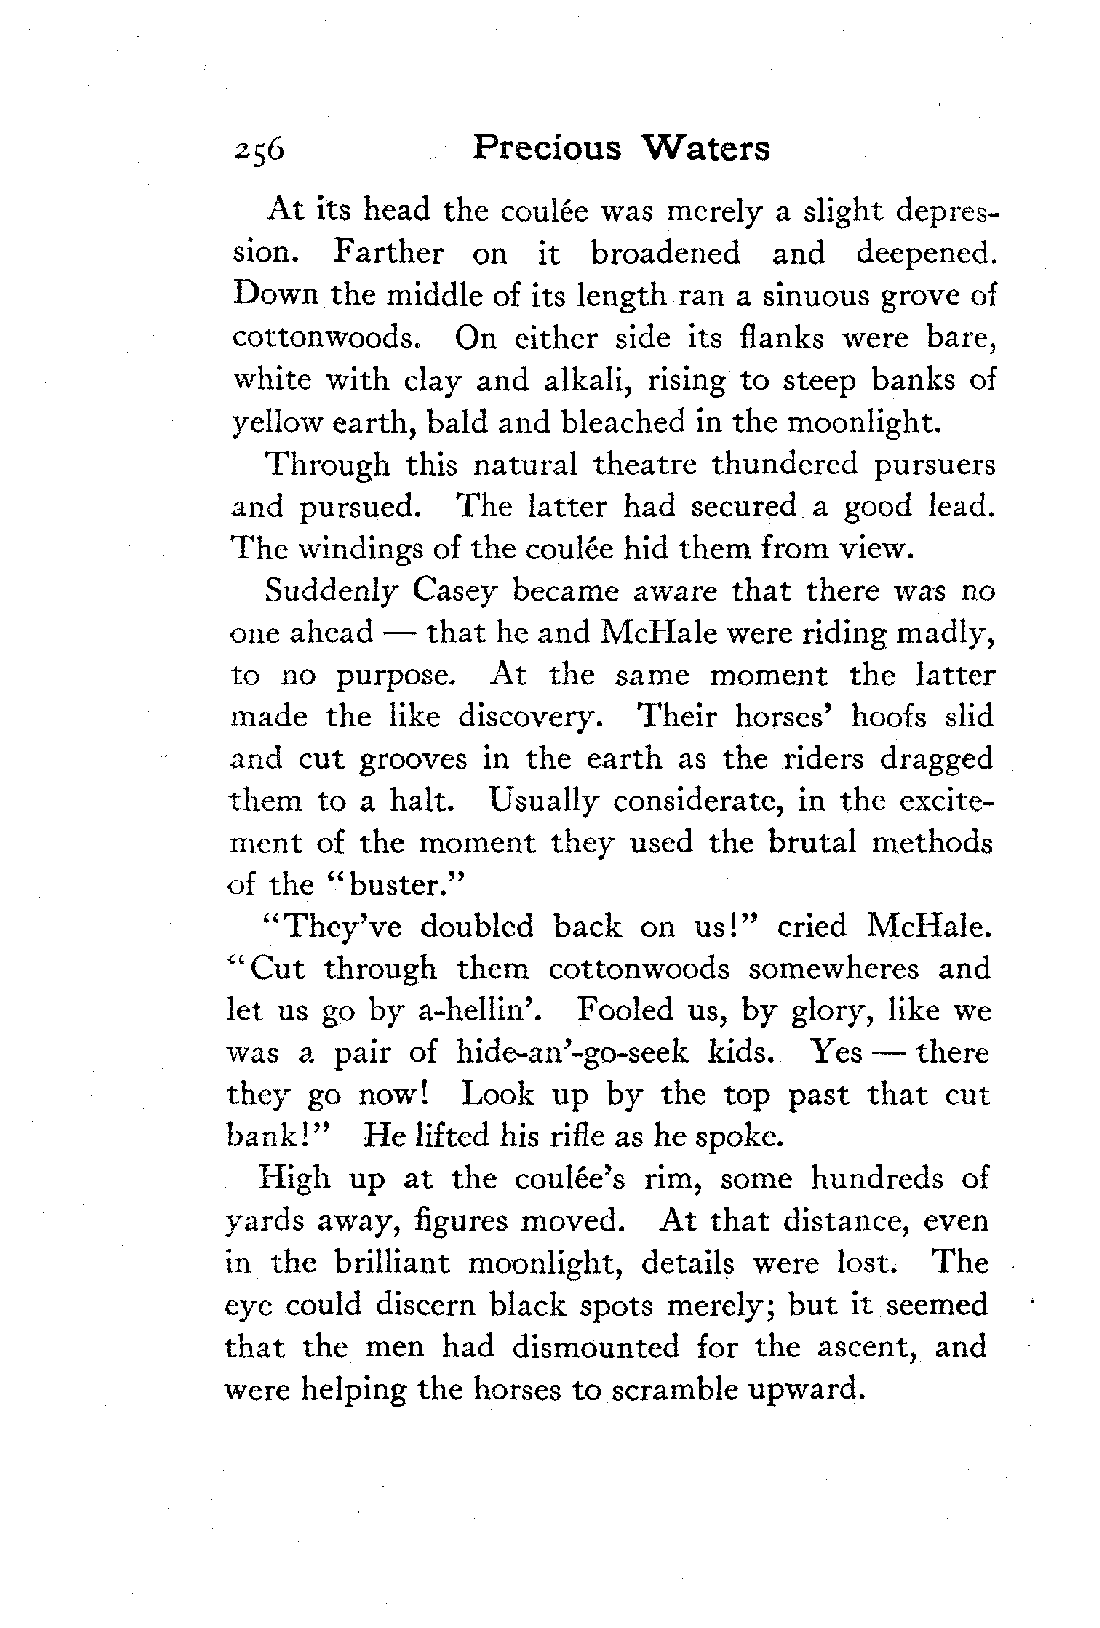 256 Precious Waters
At its head the coulée was merely a slight depres-
sion. Farther on it broadened and deepened.
Down the middle of its length ran a sinuous grove of
cottonwoods. On either side its flanks were bare,
white with clay and alkali, rising to steep banks of
yellow earth, bald and bleached in the moonlight.
Through this natural theatre thundered pursuers
and pursued. The latter had secured a good lead.
The windings of the coulée hid them from view.
Suddenly Casey became aware that there was no
one ahead — that he and McHale were riding madly,
to no purpose. At the same moment the latter
made the like discovery. Their horses' hoofs slid
and cut grooves in the earth as the riders dragged
them to a halt. Usually considerate, in the excite-
ment of the moment they used the brutal methods
of the "buster."
"They've doubled back on us!" cried McHale.
"Cut through them cottonwoods somewheres and
let us go by a-hellin'. Fooled us, by glory, like we
was a pair of hide-an'-go-seek kids. Yes — there
they go now! Look up by the top past that cut
bank!" He lifted his rifle as he spoke.
High up at the coulée's rim, some hundreds of
yards away, figures moved. At that distance, even
in the brilliant moonlight, details were lost. The
eye could discern black spots merely; but it seemed
that the men had dismounted for the ascent, and
were helping the horses to scramble upward.